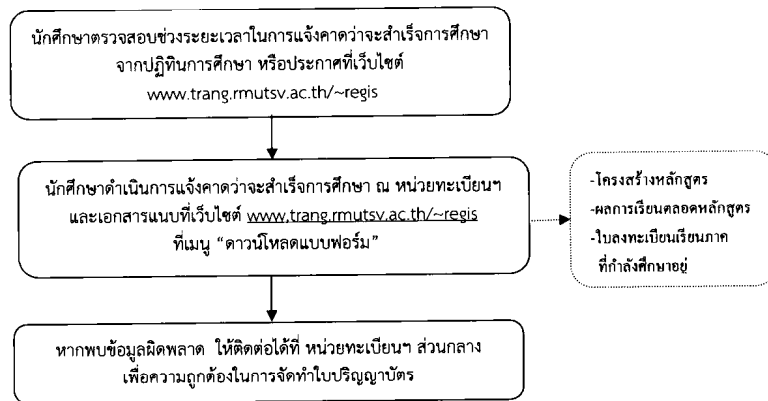 นักศึกษาตรวจสอบช่วงระยะเวลาในการแจ้งคาดว่าจะสำเร็จการศึกษา
จากปฏิทินการศึกษา หรือประกาศที่เว็บไซต์
www.trang.rmutsv.ac.th/~regis
นักศึกษาดำเนินการแจ้งคาดว่าจะสำเร็จการศึกษา ณ หน่วยทะเบียนฯ
และเอกสารแนบที่เว็บไซต์ www.trang.rmutsv.ac.th/~regis
ที่เมนู "ดาวน์โหลดแบบฟอร์ม"
-โครงสร้างหลักสูตร
-ผลการเรียนตลอดหลักสูตร
-ใบลงทะเบียนเรียนภาค
ที่กำลังศึกษาอยู่
หากพบข้อมูลผิดพลาด ให้ติดต่อได้ที่ หน่วยทะเบียนฯ ส่วนกลาง
เพื่อความถูกต้องในการจัดทำใบปริญญาบัตร